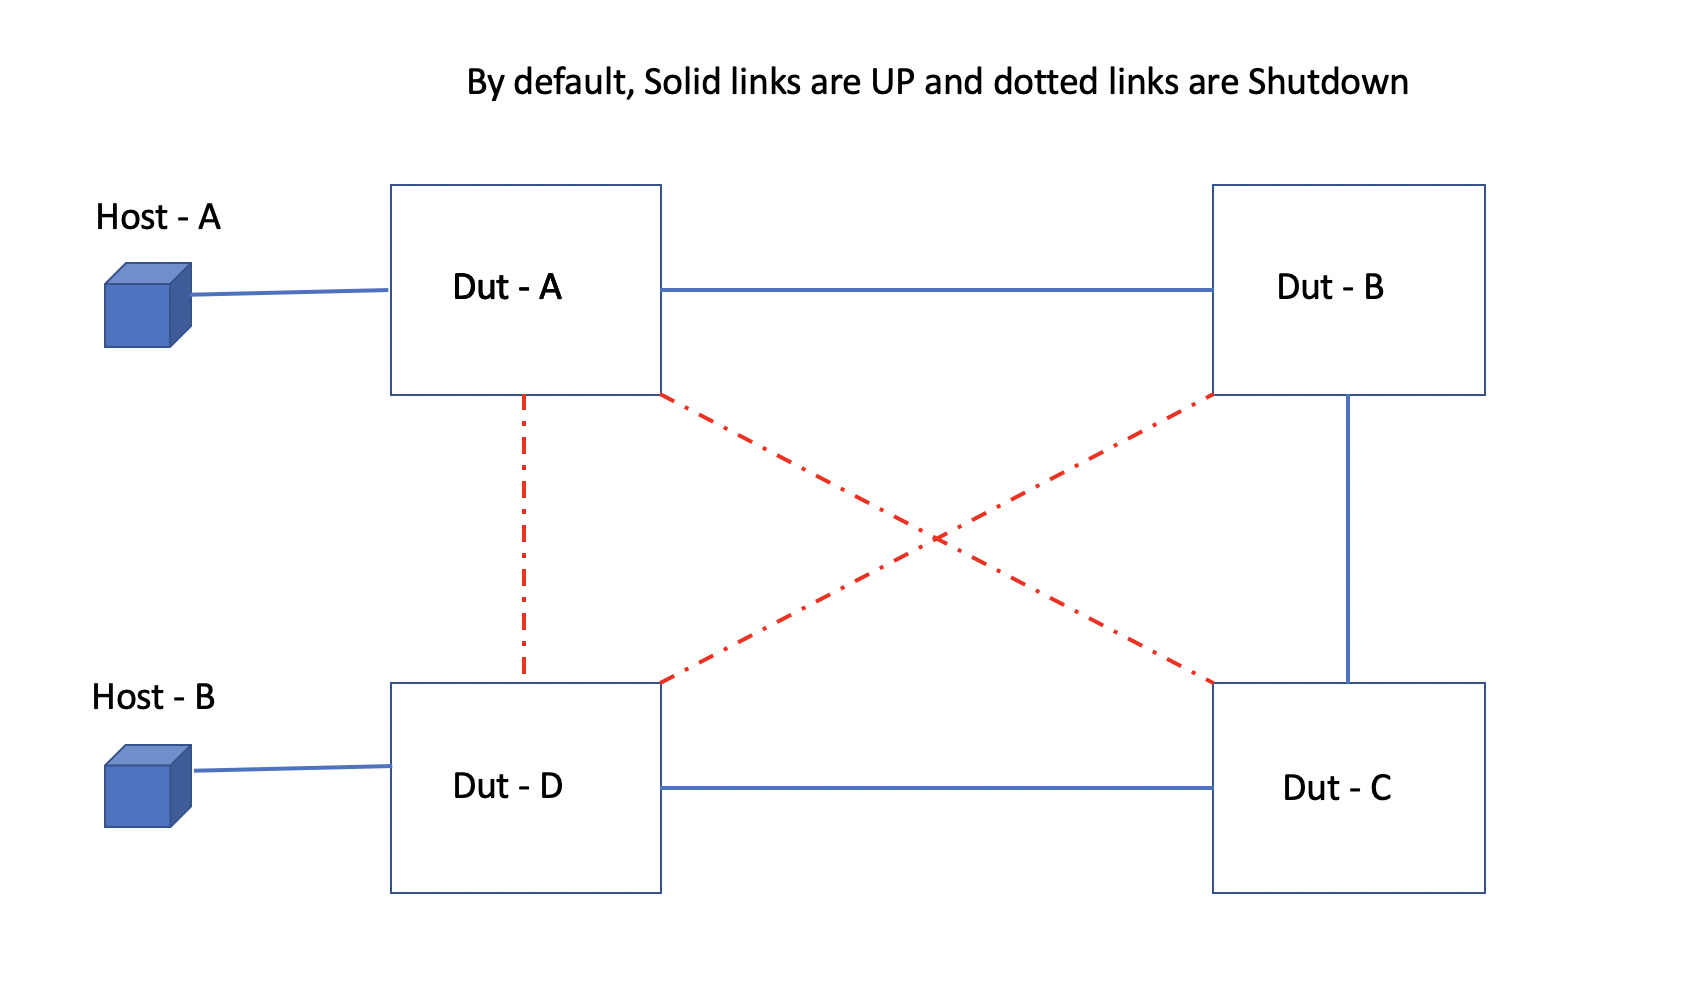 By default, Solid links are UP and dotted links are Shutdown
Host - A
Dut - A
Dut - B
Host - B
Dut - D
Dut - C